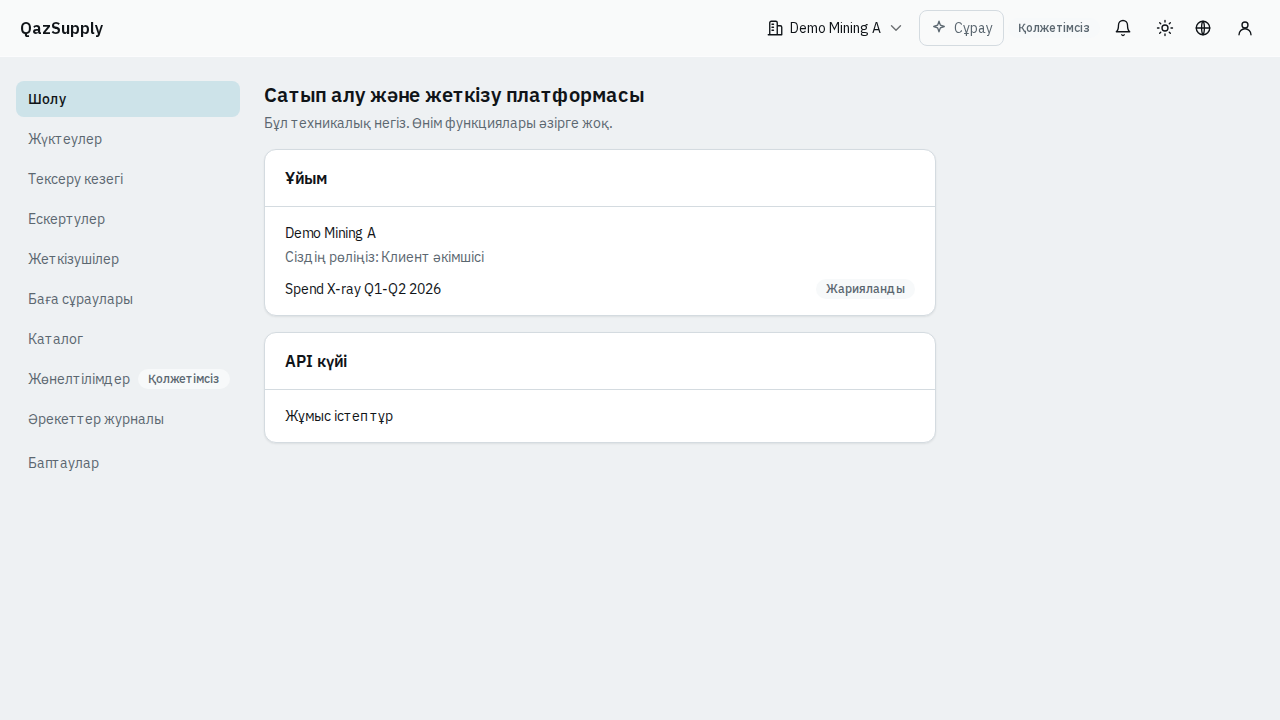 QazSupply
Demo Mining A
Сұрау
Қолжетімсіз
Шолу
Жүктеулер
Тексеру кезегі
Ескертулер
Жеткізушілер
Баға сұраулары
Каталог
Жөнелтілімдер Қолжетімсіз
Әрекеттер журналы
Баптаулар
Сатып алу және жеткізу платформасы
Бұл техникалық негіз. Өнім функциялары әзірге жоқ.
Ұйым
Demo Mining A
Сіздің рөліңіз: Клиент әкімшісі
Spend X-ray Q1-Q2 2026 Жарияланды
API күйі
Жұмыс істеп тұр